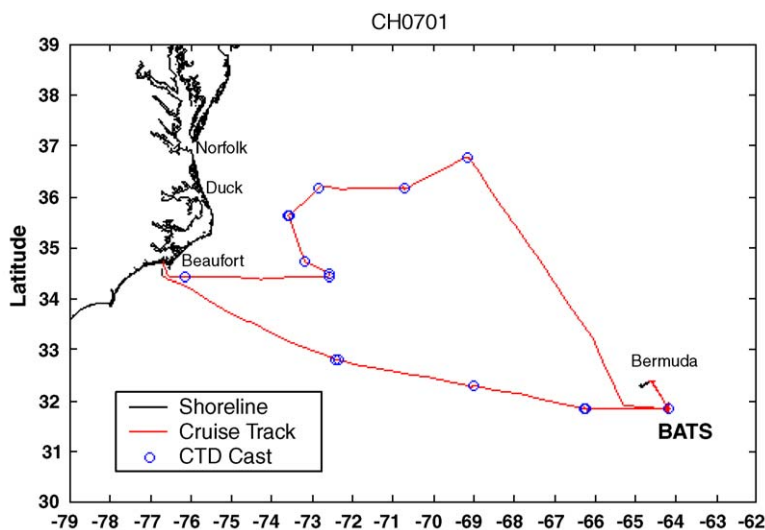 CH0701
39
38
37
36
35
34
33
32
31
30
Latitude
Norfolk
Duck
Beaufort
Bermuda
BATS
Shoreline
Cruise Track
CTD Cast
-79 -78 -77 -76 -75 -74 -73 -72 -71 -70 -69 -68 -67 -66 -65 -64 -63 -62